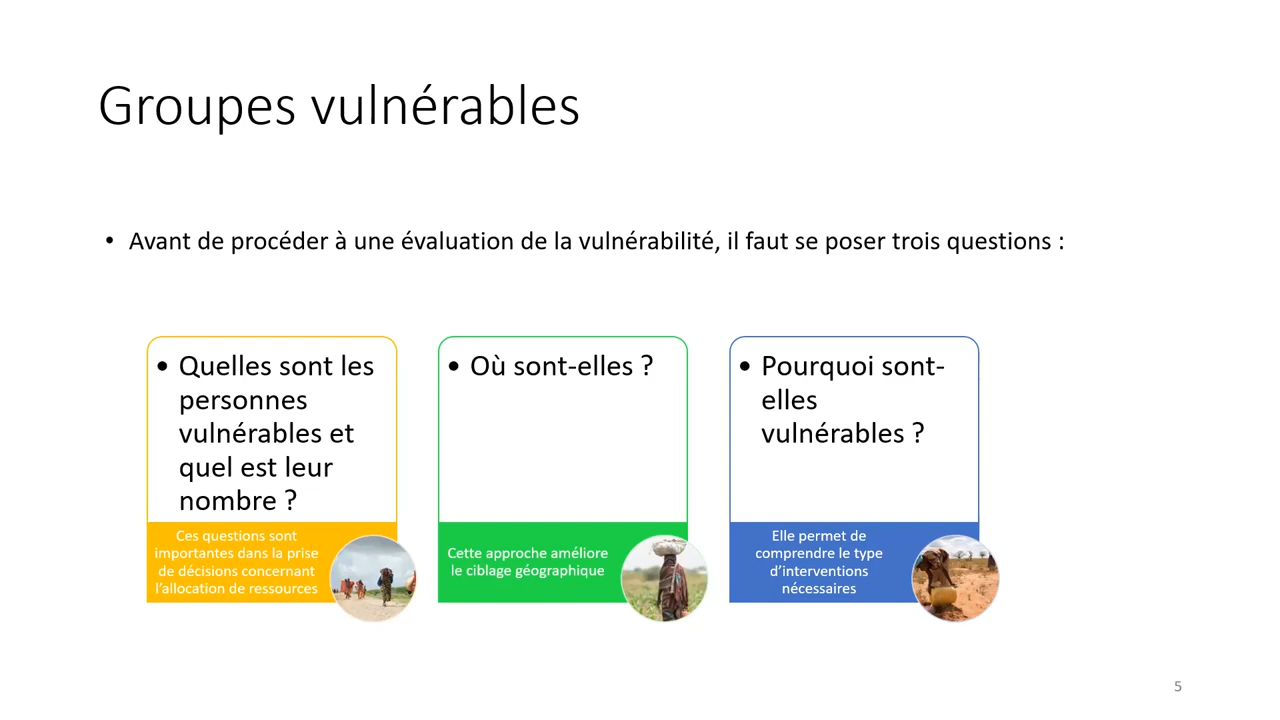 Groupes vulnérables
• Avant de procéder à une évaluation de la vulnérabilité, il faut se poser trois questions :
• Quelles sont les
personnes
vulnérables et
quel est leur
nombre ?
Ces questions sont
importantes dans la prise
de décisions concernant
l’allocation de ressources
• Où sont-elles ?
Cette approche améliore
le ciblage géographique
• Pourquoi sont-
elles
vulnérables ?
Elle permet de
comprendre le type
d’interventions
nécessaires
5